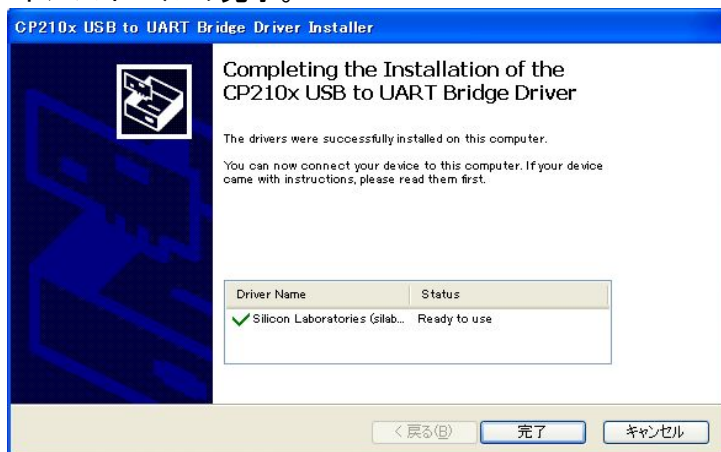 完了。
CP210x USB to UART Bridge Driver Installer
Completing the Installation of the
CP210x USB to UART Bridge Driver
The drivers were successfully installed on this computer.
You can now connect your device to this computer. If your device
came with instructions, please read them first.
Driver Name Status
Silicon Laboratories (silab... Ready to use
< 戻る(B) 完了 キャンセル